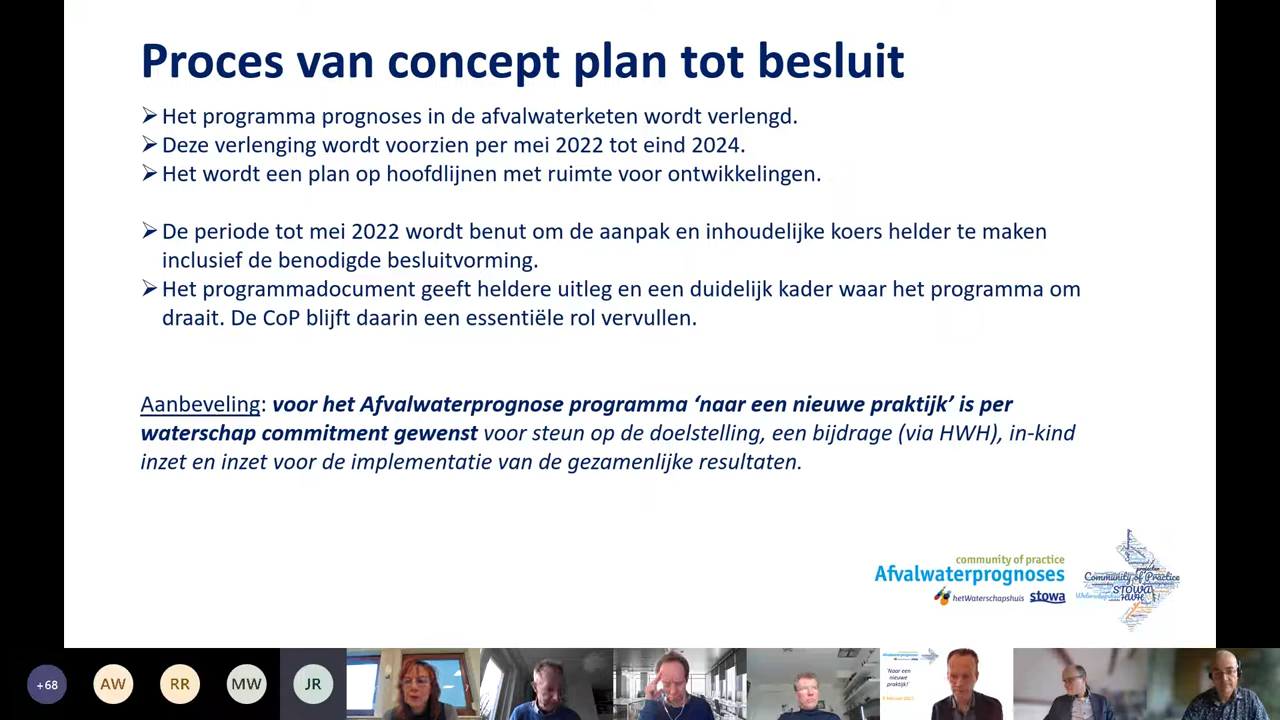 Proces van concept plan tot besluit
➢Het programma prognoses in de afvalwaterketen wordt verlengd.
➢Deze verlenging wordt voorzien per mei 2022 tot eind 2024.
➢Het wordt een plan op hoofdlijnen met ruimte voor ontwikkelingen.
➢De periode tot mei 2022 wordt benut om de aanpak en inhoudelijke koers helder te maken
inclusief de benodigde besluitvorming.
➢Het programmadocument geeft heldere uitleg en een duidelijk kader waar het programma om
draait. De CoP blijft daarin een essentiële rol vervullen.
Aanbeveling: voor het Afvalwaterprognose programma ‘naar een nieuwe praktijk’ is per
waterschap commitment gewenst voor steun op de doelstelling, een bijdrage (via HWH), in-kind
inzet en inzet voor de implementatie van de gezamenlijke resultaten.
community of practice
Afvalwaterprognoses
hetWaterschapshuis stowa
Community of Practice
STOWA
HWH
+68
AW
RR
MW
JR
'Naar een
nieuwe
praktijk!'